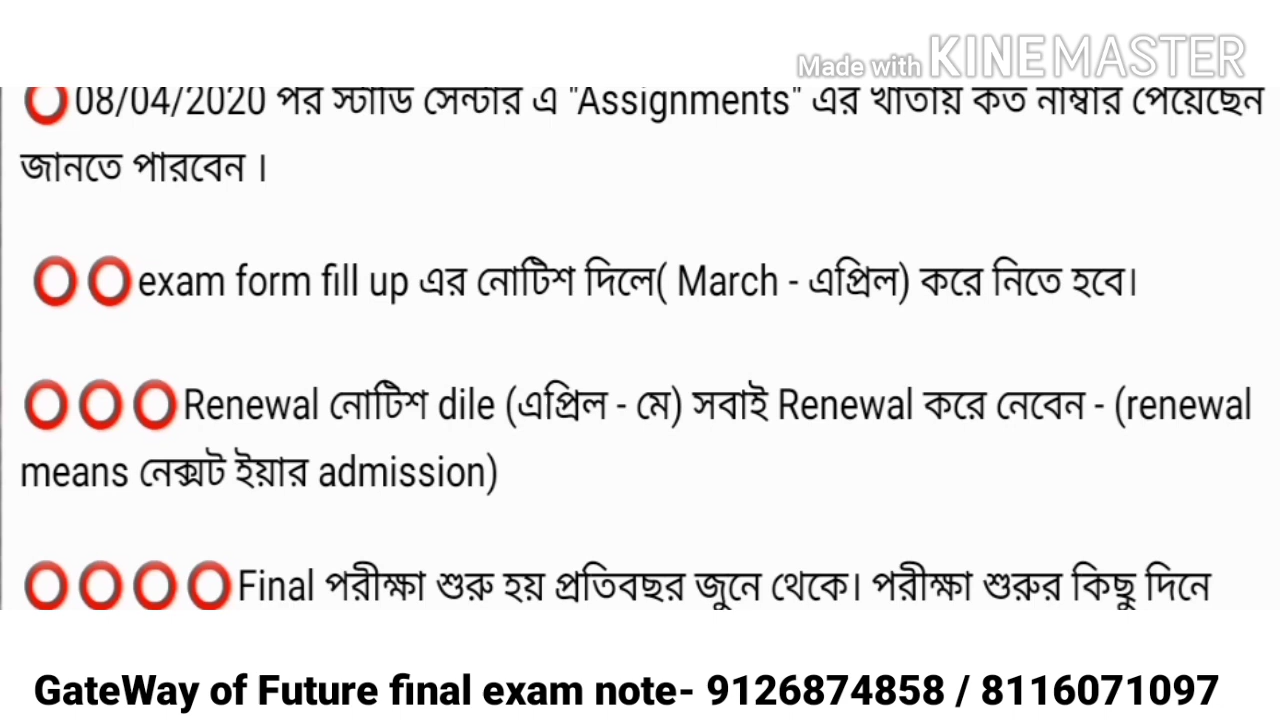 Made with KINEMASTER
⭕08/04/2020 পর স্টাডি সেন্টার এ "Assignments" এর খাতায় কত নাম্বার পেয়েছেন
জানতে পারবেন ।
⭕⭕exam form fill up এর নোটিশ দিলে( March - এপ্রিল) করে নিতে হবে।
⭕⭕⭕Renewal নোটিশ dile (এপ্রিল - মে) সবাই Renewal করে নেবেন - (renewal
means নেক্সট ইয়ার admission)
⭕⭕⭕⭕Final পরীক্ষা শুরু হয় প্রতিবছর জুনে থেকে। পরীক্ষা শুরুর কিছু দিনে
GateWay of Future final exam note- 9126874858 / 8116071097